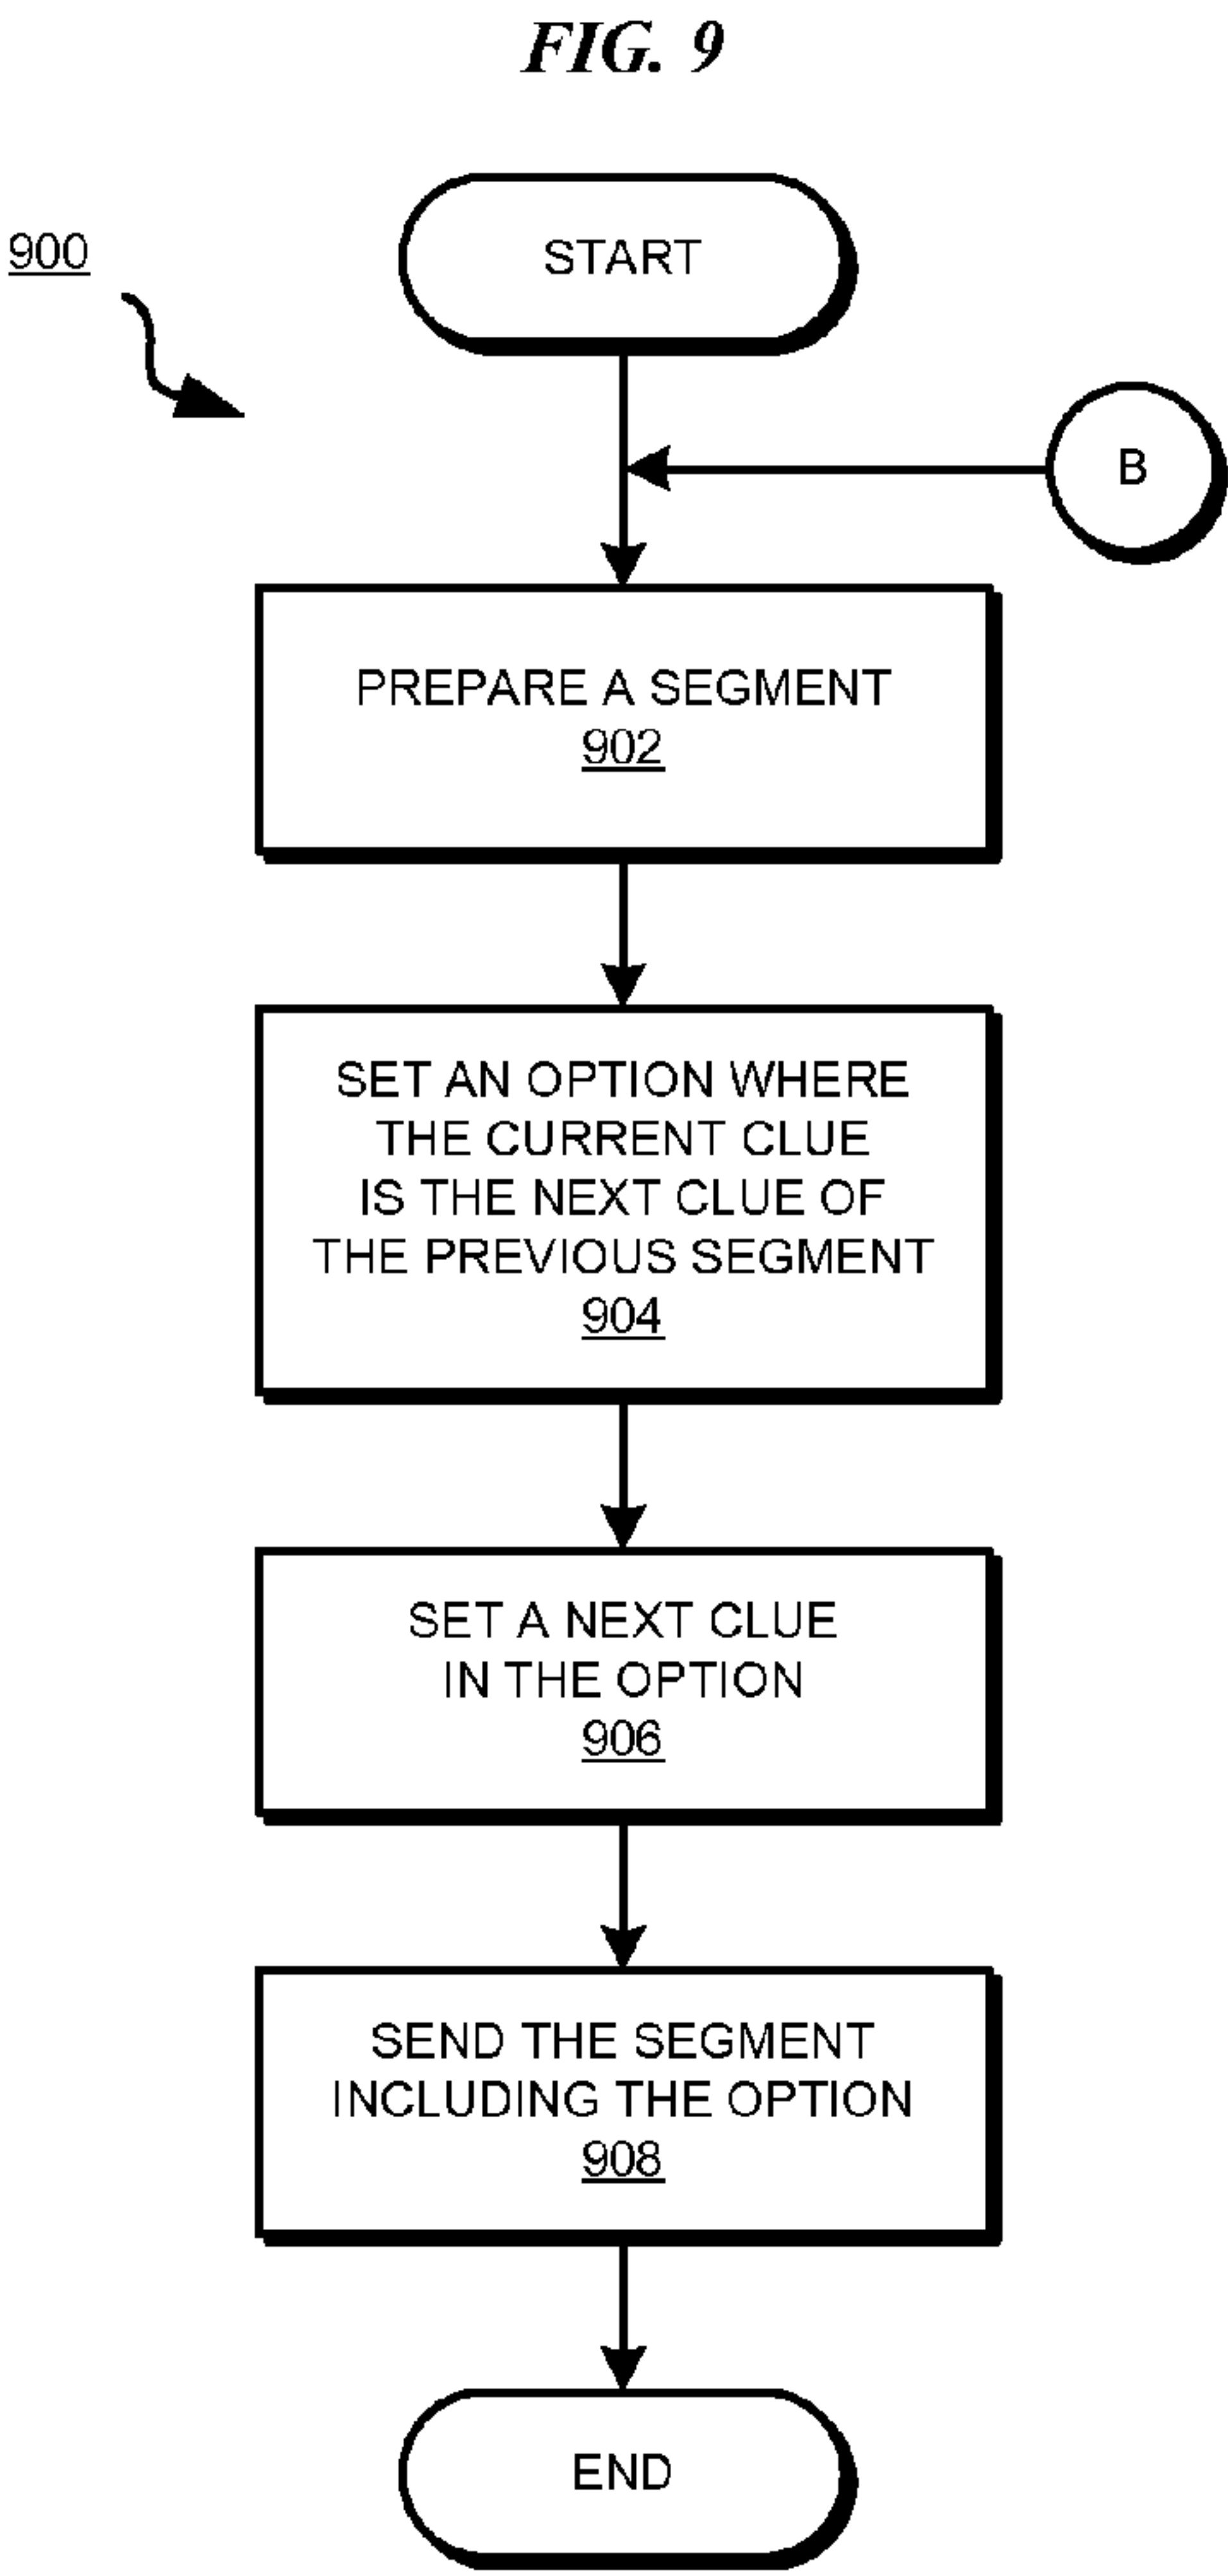 FIG. 9
START
900
B
PREPARE A SEGMENT
902
SET AN OPTION WHERE
THE CURRENT CLUE
IS THE NEXT CLUE OF
THE PREVIOUS SEGMENT
904
SET A NEXT CLUE
IN THE OPTION
906
SEND THE SEGMENT
INCLUDING THE OPTION
908
END